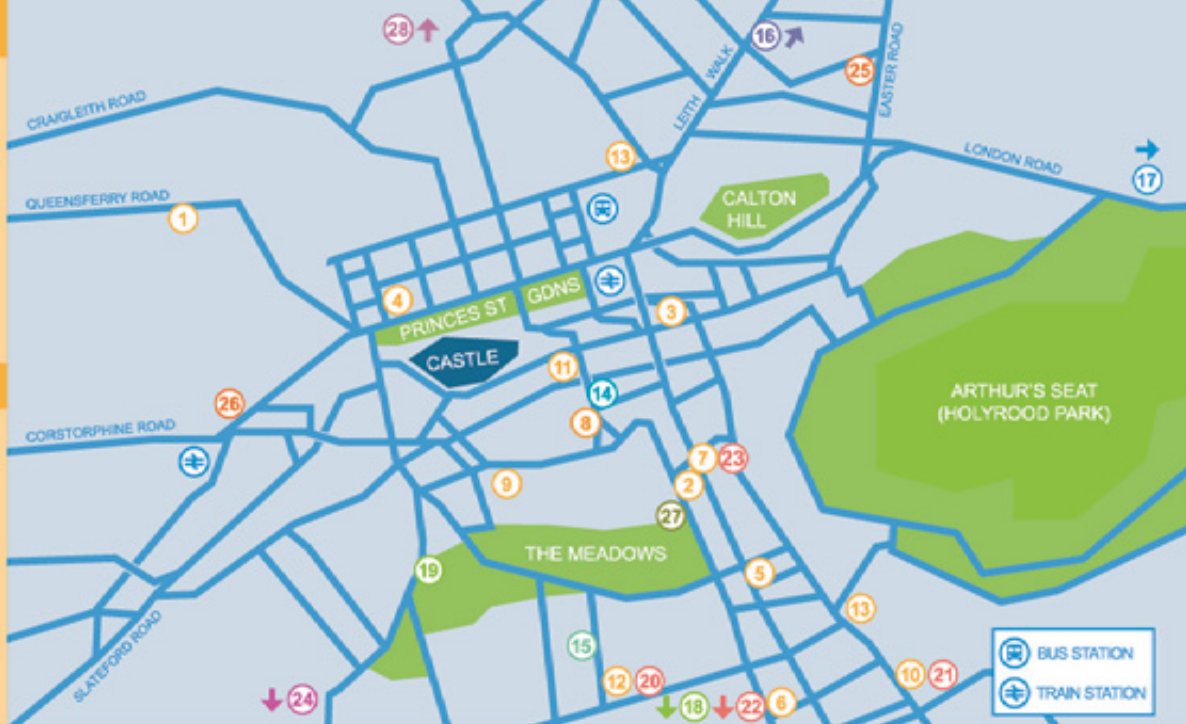 28
16
LEITH WALK
25
EASTER ROAD
CRAIGLEITH ROAD
13
LONDON ROAD
17
QUEENSFERRY ROAD
1
CALTON
HILL
4
PRINCES ST GDNS
3
CASTLE
11
14
ARTHUR'S SEAT
(HOLYROOD PARK)
26
8
CORSTORPHINE ROAD
7
23
9
2
27
THE MEADOWS
19
5
13
SLATEFORD ROAD
15
BUS STATION
12
20
10
21
TRAIN STATION
24
18
22
6